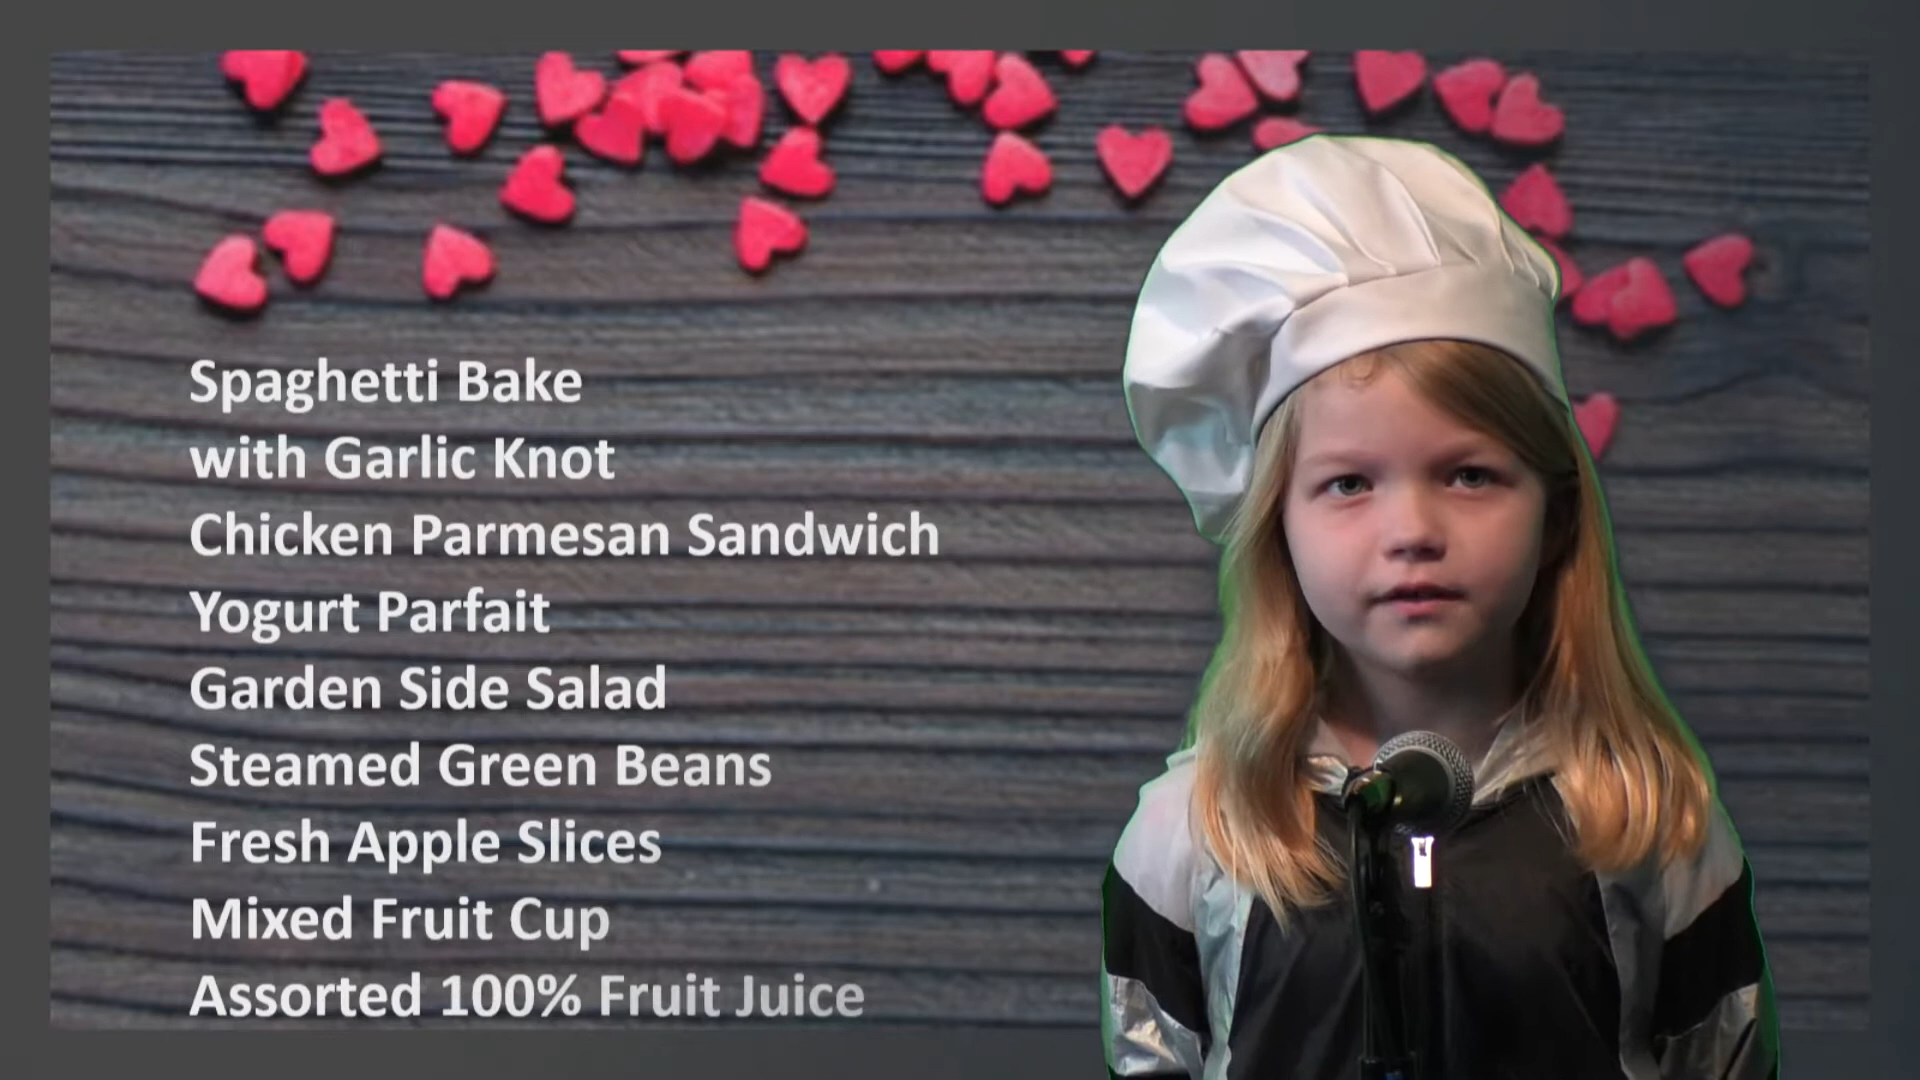 Spaghetti Bake
with Garlic Knot
Chicken Parmesan Sandwich
Yogurt Parfait
Garden Side Salad
Steamed Green Beans
Fresh Apple Slices
Mixed Fruit Cup
Assorted 100% Fruit Juice